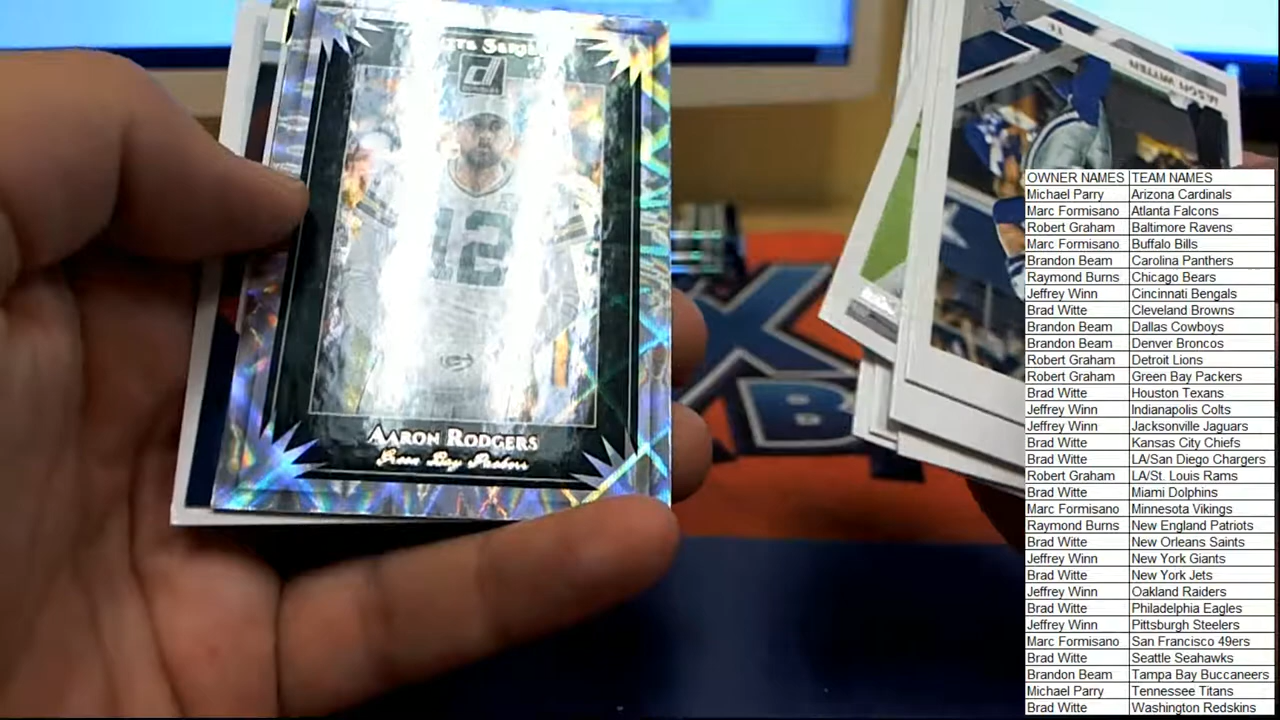 ITE SERI
d
DONRUSS
12
AARON RODGERS
Green Bay Packers
JASON WITTEN
X
B
OWNER NAMES TEAM NAMES
Michael Parry Arizona Cardinals
Marc Formisano Atlanta Falcons
Robert Graham Baltimore Ravens
Marc Formisano Buffalo Bills
Brandon Beam Carolina Panthers
Raymond Burns Chicago Bears
Jeffrey Winn Cincinnati Bengals
Brad Witte Cleveland Browns
Brandon Beam Dallas Cowboys
Brandon Beam Denver Broncos
Robert Graham Detroit Lions
Robert Graham Green Bay Packers
Brad Witte Houston Texans
Jeffrey Winn Indianapolis Colts
Jeffrey Winn Jacksonville Jaguars
Brad Witte Kansas City Chiefs
Brad Witte LA/San Diego Chargers
Robert Graham LA/St. Louis Rams
Brad Witte Miami Dolphins
Marc Formisano Minnesota Vikings
Raymond Burns New England Patriots
Brad Witte New Orleans Saints
Jeffrey Winn New York Giants
Brad Witte New York Jets
Jeffrey Winn Oakland Raiders
Brad Witte Philadelphia Eagles
Jeffrey Winn Pittsburgh Steelers
Marc Formisano San Francisco 49ers
Brad Witte Seattle Seahawks
Brandon Beam Tampa Bay Buccaneers
Michael Parry Tennessee Titans
Brad Witte Washington Redskins